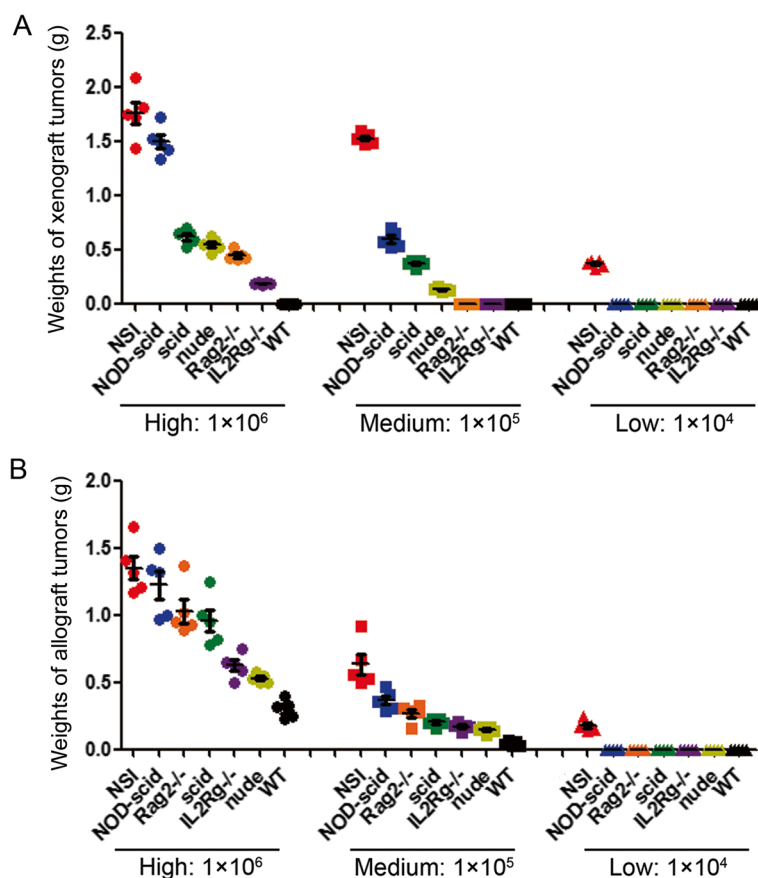 A
Weights of xenograft tumors (g)
2.5
2.0
1.5
1.0
0.5
0.0
NSI NOD-scid scid nude Rag2-/- IL2Rg-/- WT NSI NOD-scid scid nude Rag2-/- IL2Rg-/- WT NSI NOD-scid scid nude Rag2-/- IL2Rg-/- WT
High: 1×10⁶ Medium: 1×10⁵ Low: 1×10⁴
B
Weights of allograft tumors (g)
2.0
1.5
1.0
0.5
0.0
NSI NOD-scid Rag2-/- scid IL2Rg-/- nude WT NSI NOD-scid Rag2-/- scid IL2Rg-/- nude WT NSI NOD-scid Rag2-/- scid IL2Rg-/- nude WT
High: 1×10⁶ Medium: 1×10⁵ Low: 1×10⁴